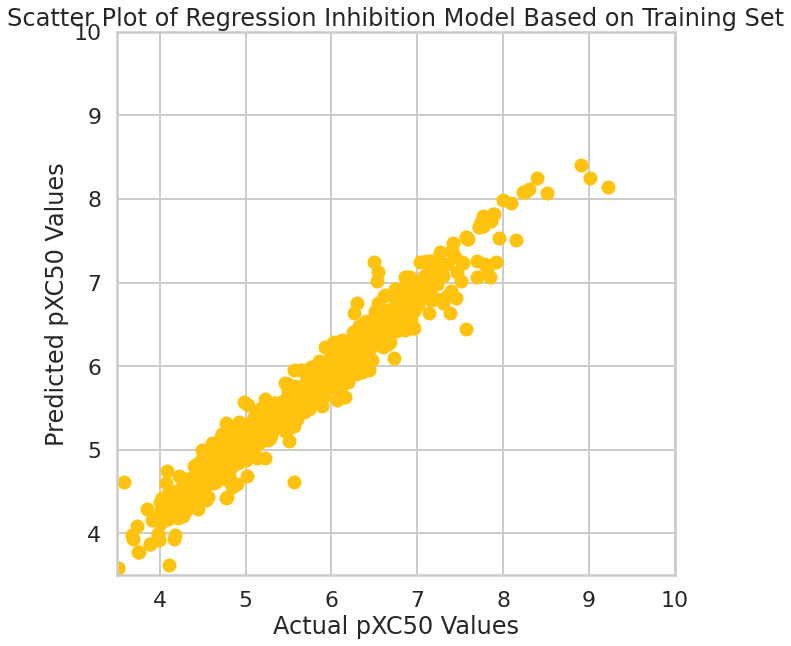 Scatter Plot of Regression Inhibition Model Based on Training Set
10
9
8
7
6
5
4
Predicted pXC50 Values
4 5 6 7 8 9 10
Actual pXC50 Values